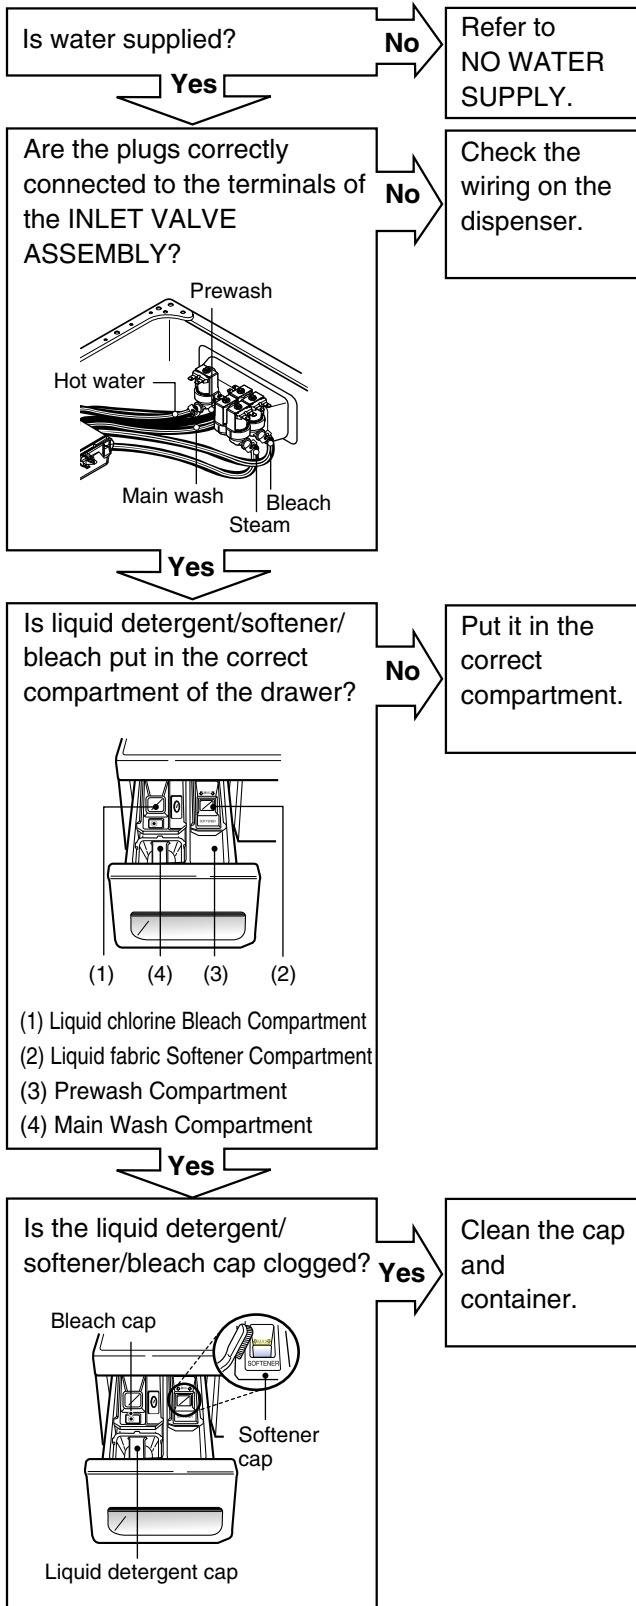 Is water supplied?
No
Refer to
NO WATER
SUPPLY.
Yes
Are the plugs correctly
connected to the terminals of
the INLET VALVE
ASSEMBLY?
No
Check the
wiring on the
dispenser.
Prewash
Hot water
Main wash
Bleach
Steam
Yes
Is liquid detergent/softener/
bleach put in the correct
compartment of the drawer?
No
Put it in the
correct
compartment.
SOFTENER
(1) (4) (3) (2)
(1) Liquid chlorine Bleach Compartment
(2) Liquid fabric Softener Compartment
(3) Prewash Compartment
(4) Main Wash Compartment
Yes
Is the liquid detergent/
softener/bleach cap clogged?
Yes
Clean the cap
and
container.
Bleach cap
MAX
SOFTENER
Softener
cap
Liquid detergent cap